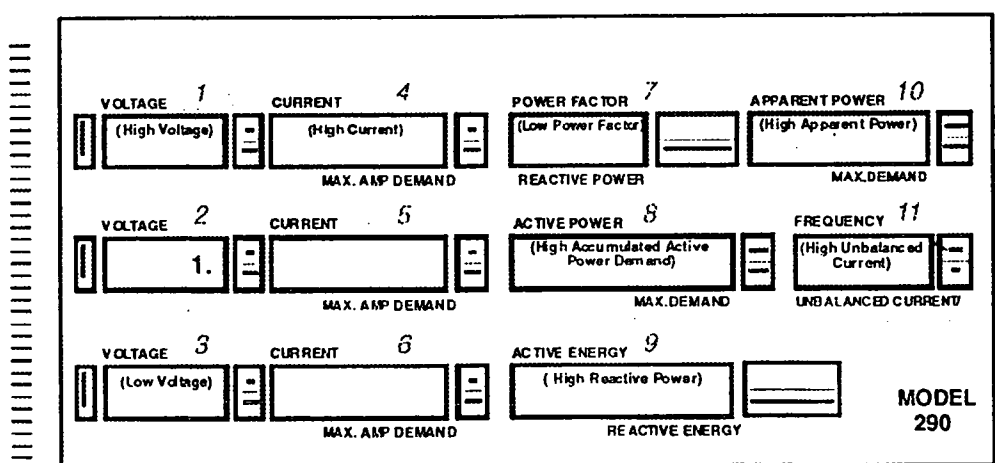 VOLTAGE 1 CURRENT 4 POWER FACTOR 7 APPARENT POWER 10
(High Voltage) (High Current) (Low Power Factor) (High Apparent Power)
MAX. AMP DEMAND REACTIVE POWER MAX.DEMAND
VOLTAGE 2 CURRENT 5 ACTIVE POWER 8 FREQUENCY 11
1. (High Accumulated Active Power Demand) (High Unbalanced Current)
MAX. AMP DEMAND MAX.DEMAND UNBALANCED CURRENT
VOLTAGE 3 CURRENT 6 ACTIVE ENERGY 9
(Low Voltage) (High Reactive Power)
MAX. AMP DEMAND REACTIVE ENERGY
MODEL
290